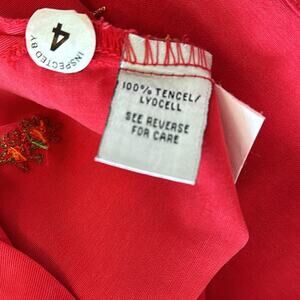 INSPECTED BY
4
100% TENCEL/
LYOCELL
SEE REVERSE
FOR CARE